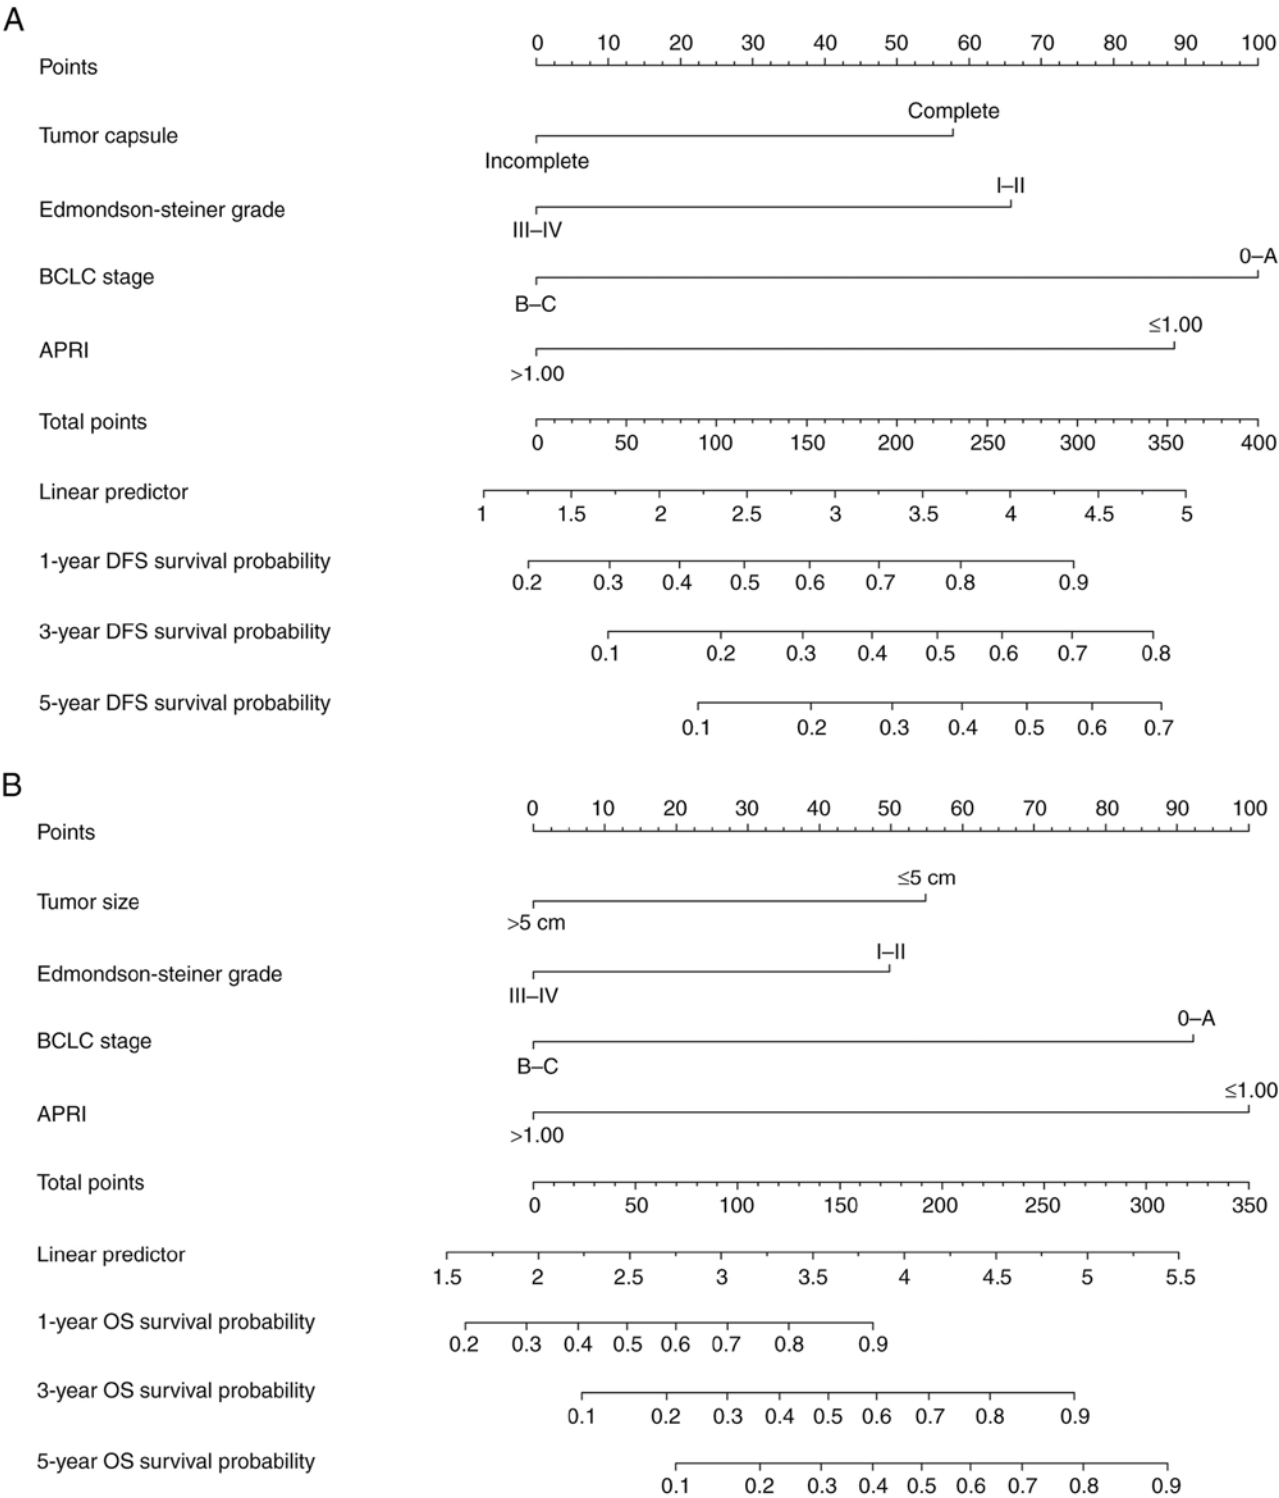 A
0 10 20 30 40 50 60 70 80 90 100
Points
Complete
Tumor capsule
Incomplete
I–II
Edmondson-steiner grade
III–IV
0–A
BCLC stage
B–C
≤1.00
APRI
>1.00
Total points
0 50 100 150 200 250 300 350 400
Linear predictor
1 1.5 2 2.5 3 3.5 4 4.5 5
1-year DFS survival probability
0.2 0.3 0.4 0.5 0.6 0.7 0.8 0.9
3-year DFS survival probability
0.1 0.2 0.3 0.4 0.5 0.6 0.7 0.8
5-year DFS survival probability
0.1 0.2 0.3 0.4 0.5 0.6 0.7
B
0 10 20 30 40 50 60 70 80 90 100
Points
≤5 cm
Tumor size
>5 cm
I–II
Edmondson-steiner grade
III–IV
0–A
BCLC stage
B–C
≤1.00
APRI
>1.00
Total points
0 50 100 150 200 250 300 350
Linear predictor
1.5 2 2.5 3 3.5 4 4.5 5 5.5
1-year OS survival probability
0.2 0.3 0.4 0.5 0.6 0.7 0.8 0.9
3-year OS survival probability
0.1 0.2 0.3 0.4 0.5 0.6 0.7 0.8 0.9
5-year OS survival probability
0.1 0.2 0.3 0.4 0.5 0.6 0.7 0.8 0.9